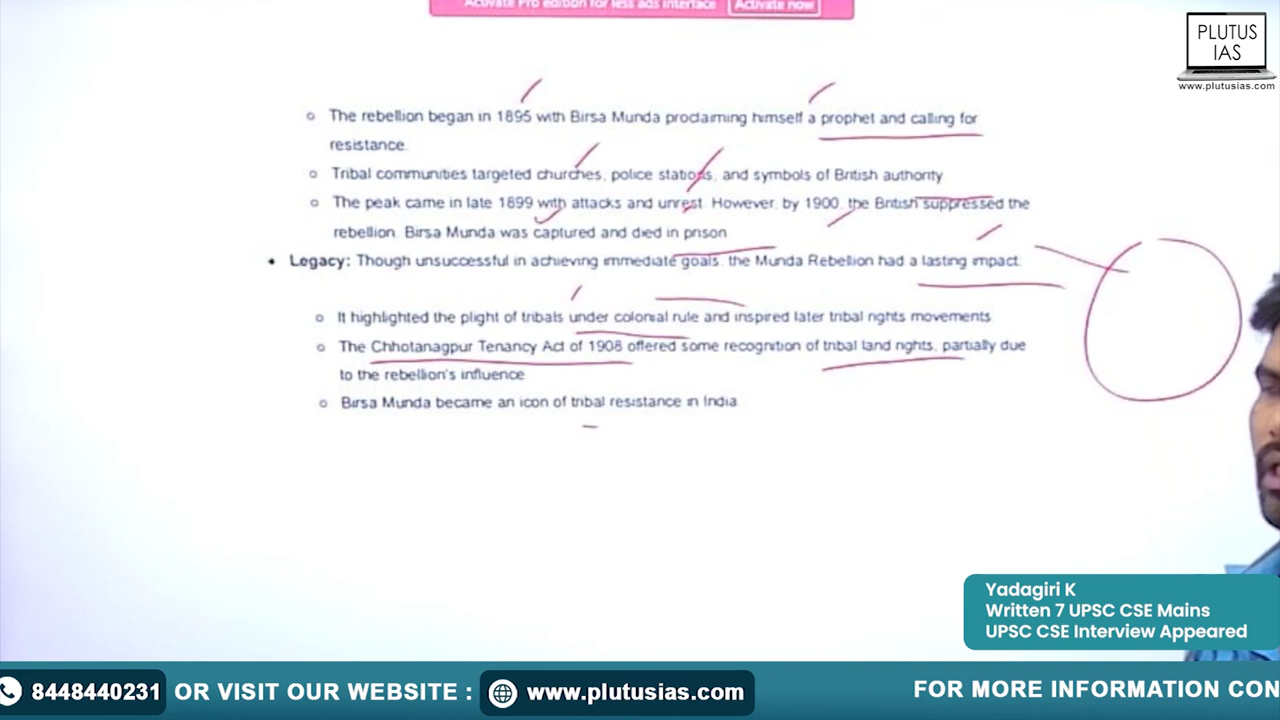 Activate Pro edition for less ads interface Activate now
PLUTUS
IAS
www.plutusias.com
The rebellion began in 1895 with Birsa Munda proclaiming himself a prophet and calling for
resistance.
Tribal communities targeted churches, police stations, and symbols of British authority
The peak came in late 1899 with attacks and unrest. However, by 1900, the British suppressed the
rebellion. Birsa Munda was captured and died in prison
Legacy: Though unsuccessful in achieving immediate goals, the Munda Rebellion had a lasting impact
It highlighted the plight of tribals under colonial rule and inspired later tribal rights movements
The Chhotanagpur Tenancy Act of 1908 offered some recognition of tribal land rights, partially due
to the rebellion's influence
Birsa Munda became an icon of tribal resistance in India
Yadagiri K
Written 7 UPSC CSE Mains
UPSC CSE Interview Appeared
8448440231 OR VISIT OUR WEBSITE : www.plutusias.com FOR MORE INFORMATION CON